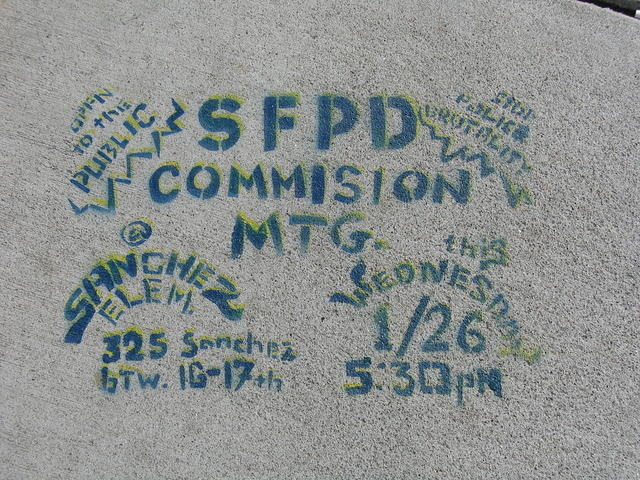 OPEN
TO the
PUBLIC
SFPD
STOP
POLICE
BRUTALITY
COMMISION
MTG.
@
SANCHEZ
ELEM.
325 Sanchez
btw. 16-17th
this
WEDNESDAY
1/26
5:30pm